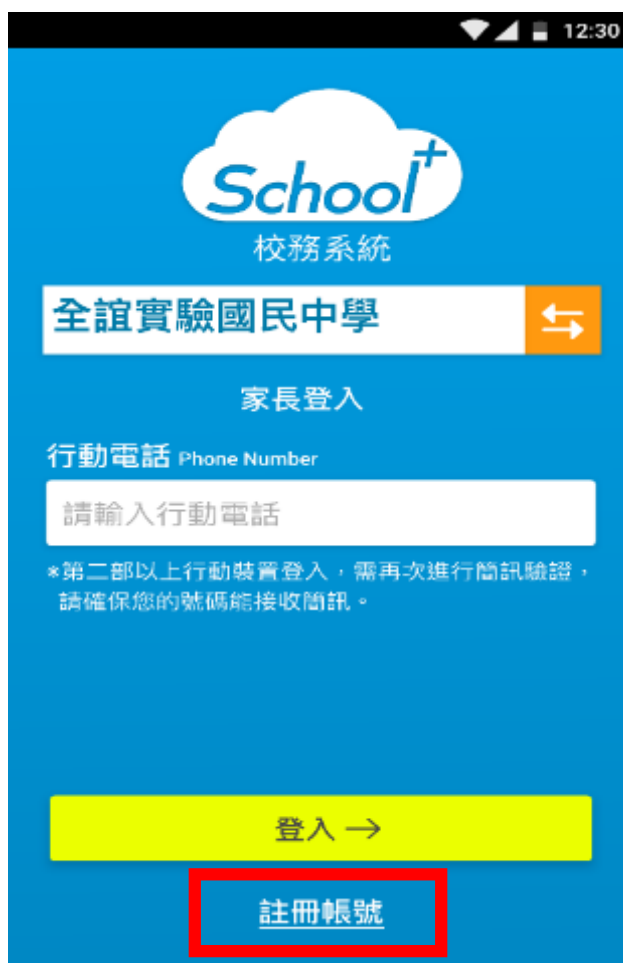 12:30
School+
校務系統
全誼實驗國民中學
家長登入
行動電話 Phone Number
請輸入行動電話
*第二部以上行動裝置登入，需再次進行簡訊驗證，
請確保您的號碼能接收簡訊。
登入→
註冊帳號